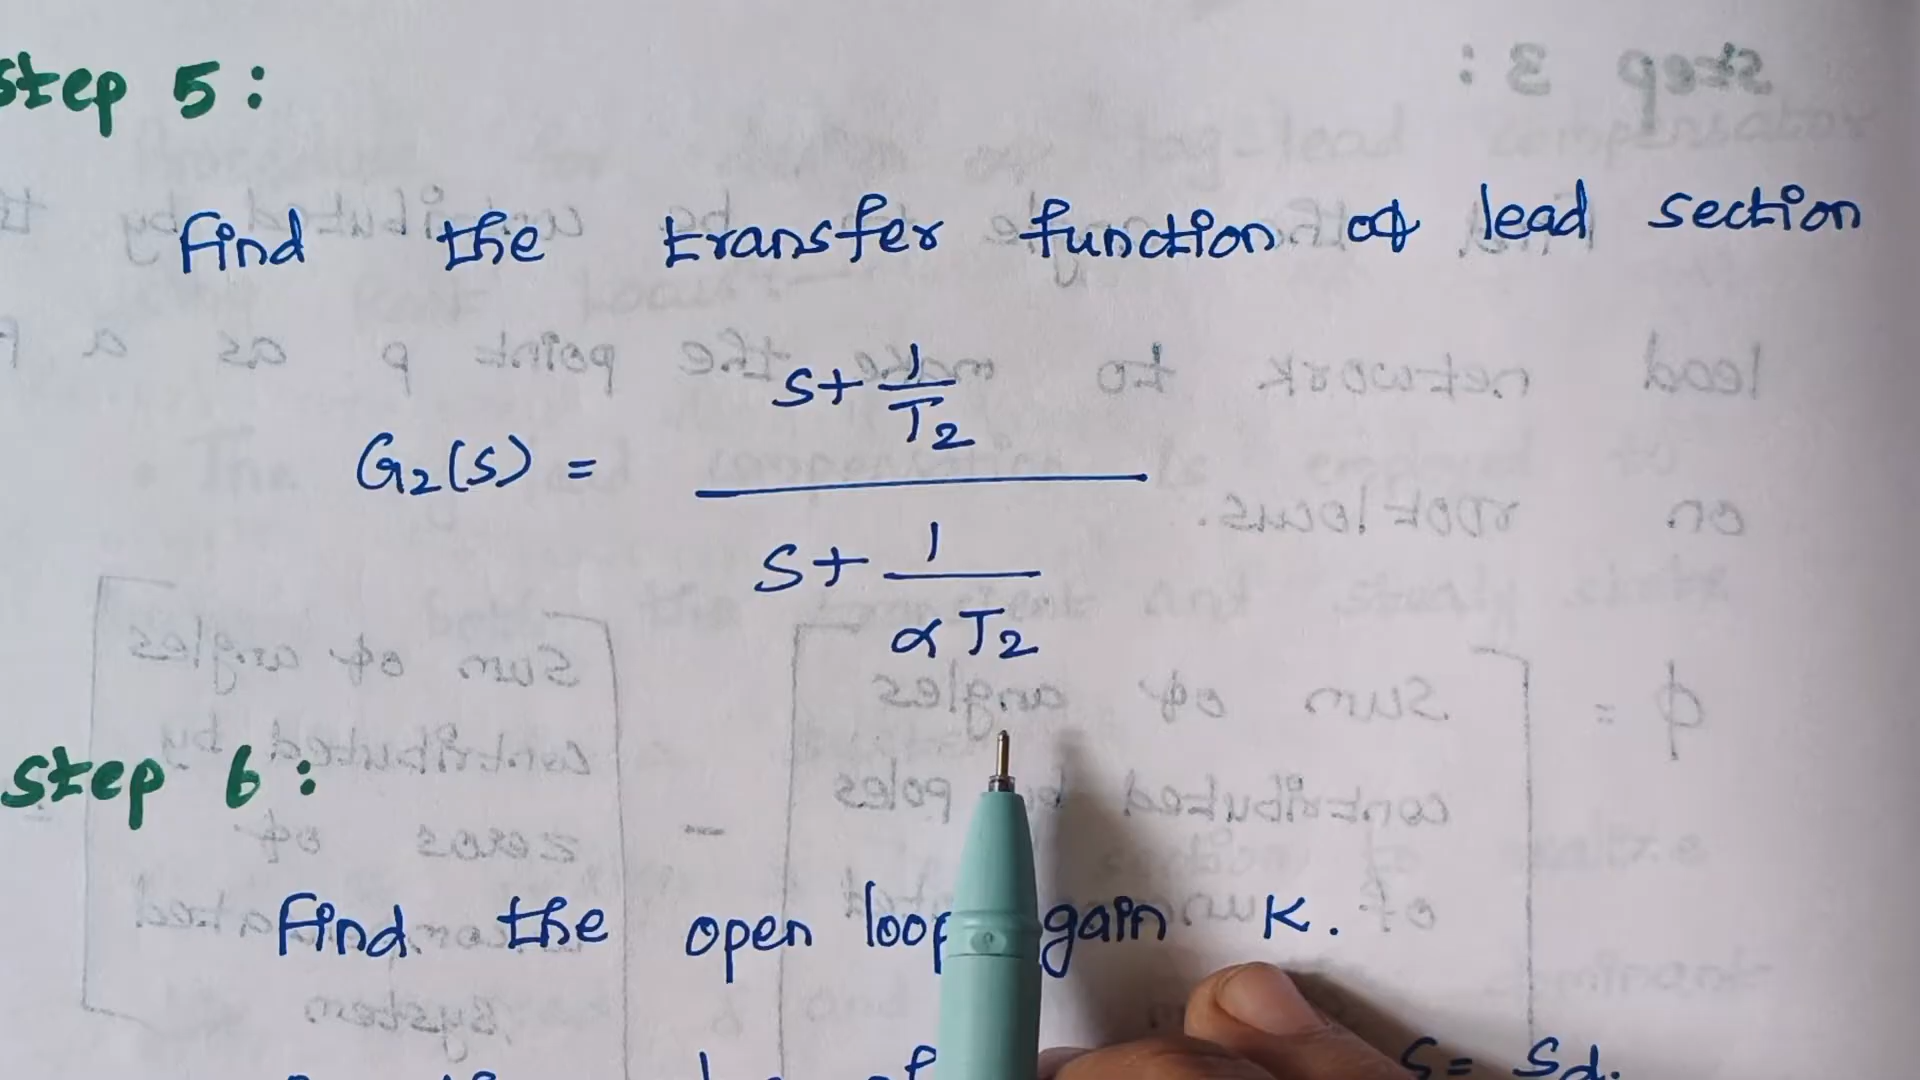 step 5:
Find the transfer function of lead section
G₂(s) = (s + 1/T₂) / (s + 1/(αT₂))
step 6:
Find the open loop gain K.
s = sd.